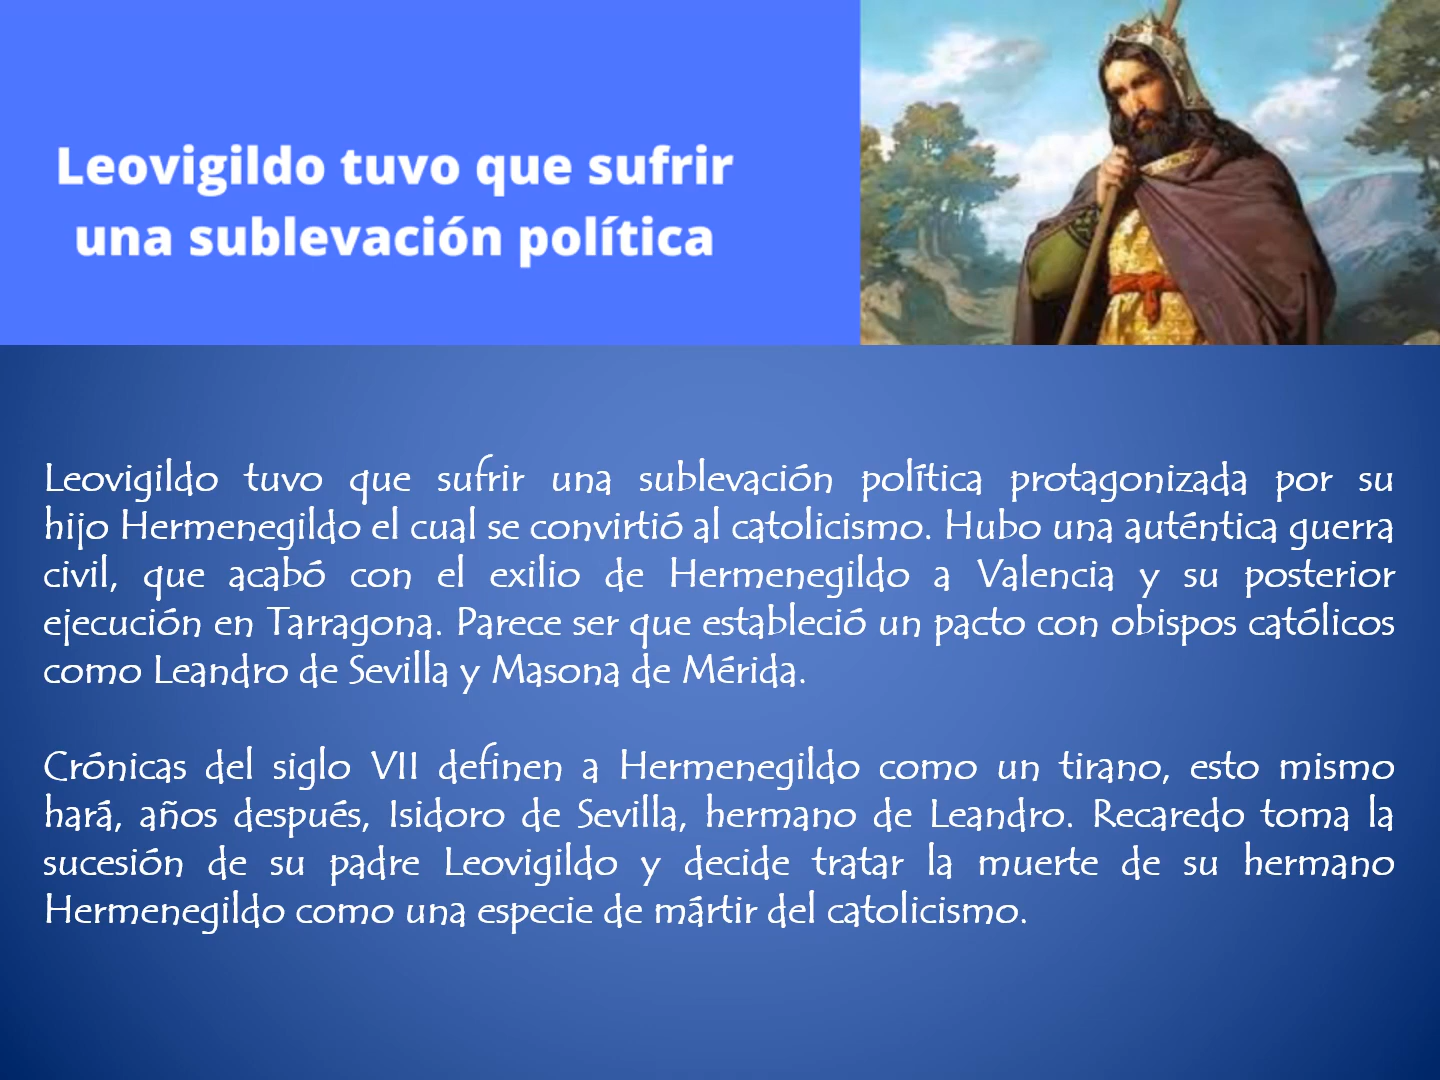 Leovigildo tuvo que sufrir
una sublevación política
Leovigildo tuvo que sufrir una sublevación política protagonizada por su
hijo Hermenegildo el cual se convirtió al catolicismo. Hubo una auténtica guerra
civil, que acabó con el exilio de Hermenegildo a Valencia y su posterior
ejecución en Tarragona. Parece ser que estableció un pacto con obispos católicos
como Leandro de Sevilla y Masona de Mérida.
Crónicas del siglo VII definen a Hermenegildo como un tirano, esto mismo
hará, años después, Isidoro de Sevilla, hermano de Leandro. Recaredo toma la
sucesión de su padre Leovigildo y decide tratar la muerte de su hermano
Hermenegildo como una especie de mártir del catolicismo.